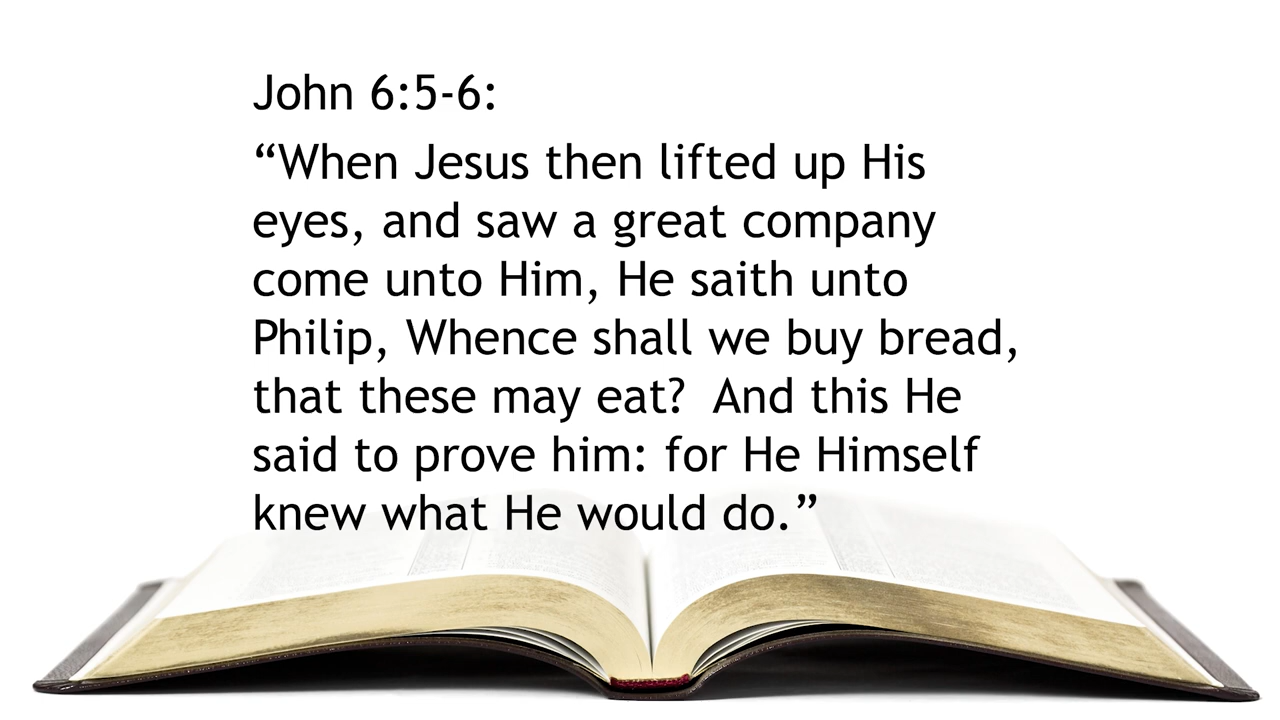 John 6:5-6:
“When Jesus then lifted up His
eyes, and saw a great company
come unto Him, He saith unto
Philip, Whence shall we buy bread,
that these may eat?  And this He
said to prove him: for He Himself
knew what He would do.”